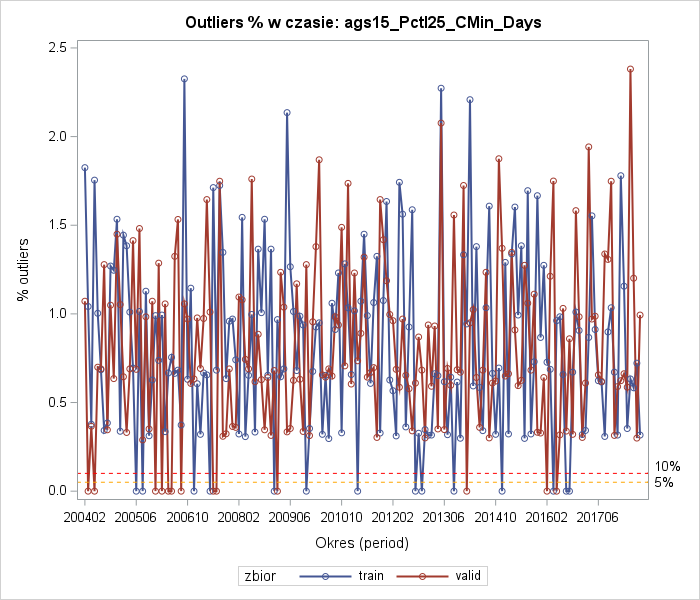 Outliers % w czasie: ags15_Pctl25_CMin_Days
% outliers
2.5
2.0
1.5
1.0
0.5
0.0
10%
5%
200402 200506 200610 200802 200906 201010 201202 201306 201410 201602 201706
Okres (period)
zbior train valid